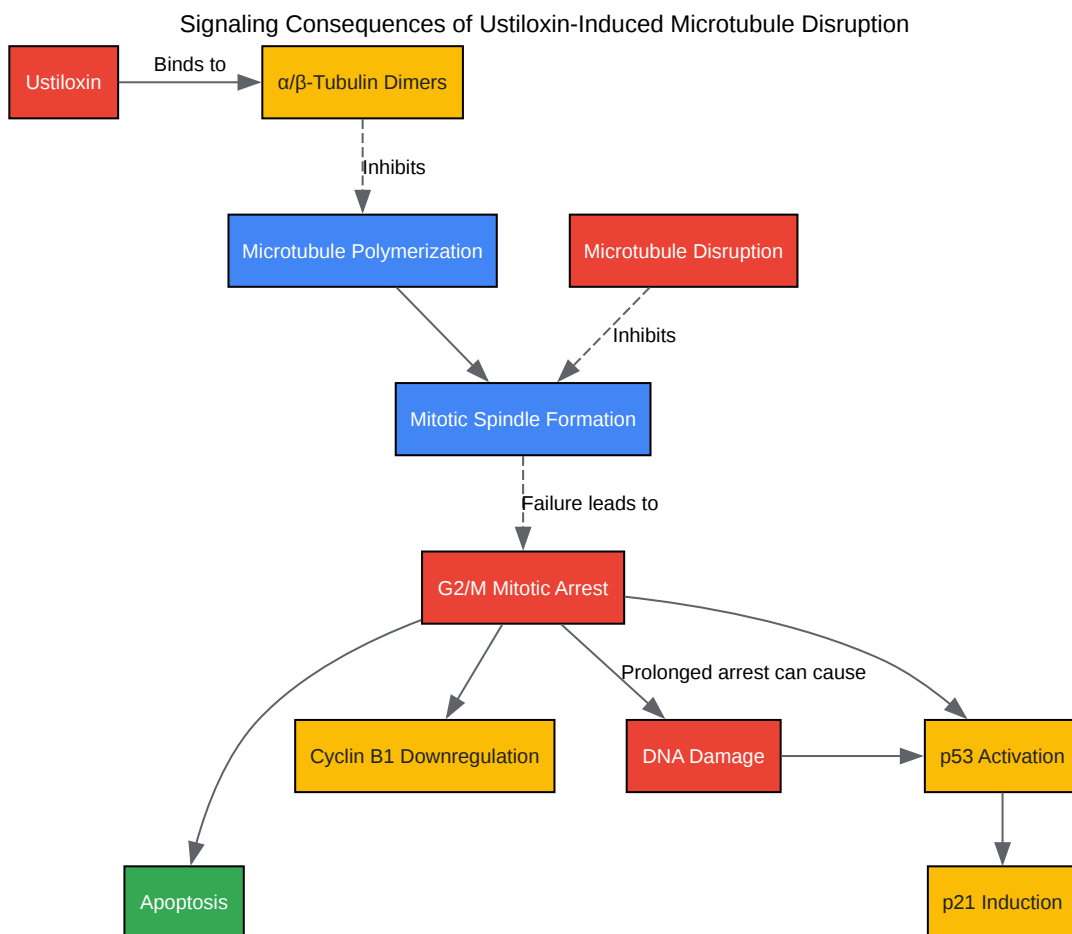 Signaling Consequences of Ustiloxin-Induced Microtubule Disruption
Ustiloxin
Binds to
α/β-Tubulin Dimers
Inhibits
Microtubule Polymerization
Microtubule Disruption
Inhibits
Mitotic Spindle Formation
Failure leads to
G2/M Mitotic Arrest
Prolonged arrest can cause
Cyclin B1 Downregulation
DNA Damage
p53 Activation
Apoptosis
p21 Induction